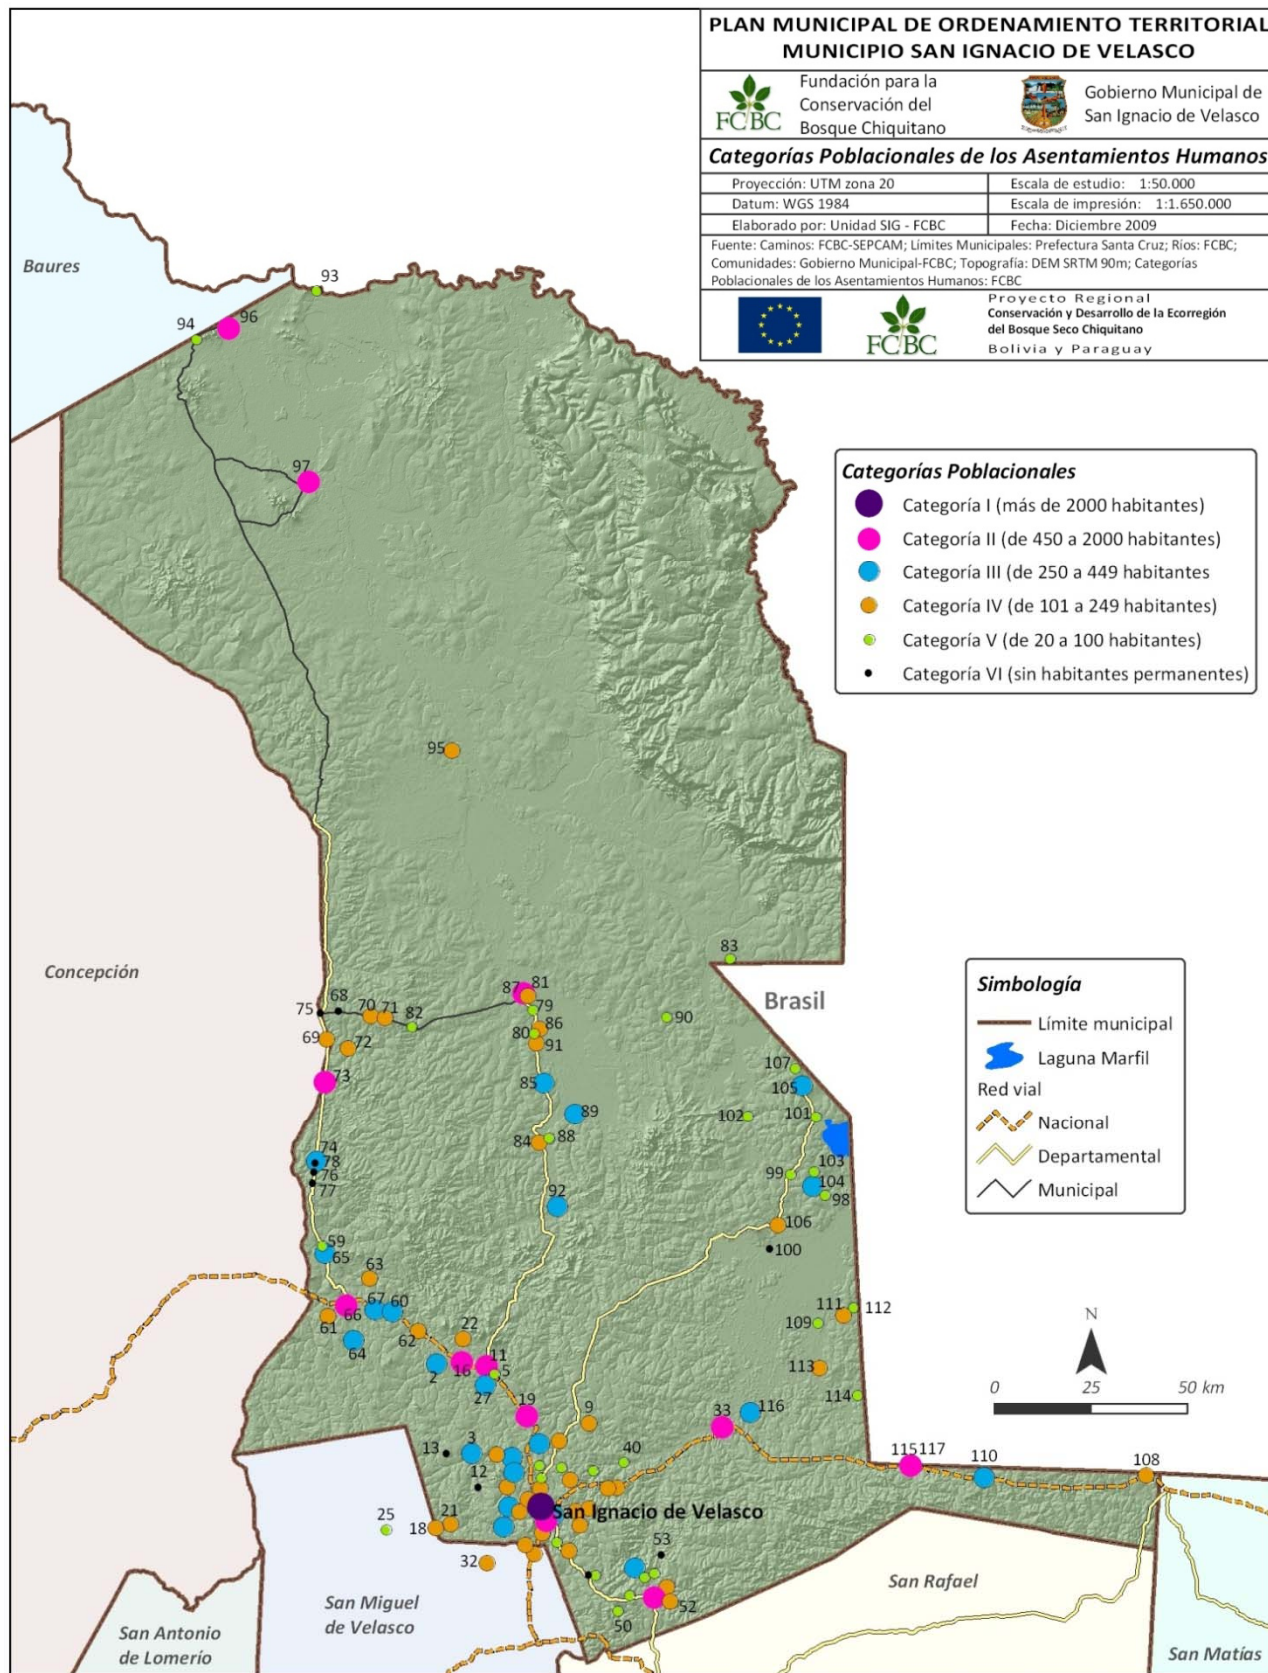 PLAN MUNICIPAL DE ORDENAMIENTO TERRITORIAL
MUNICIPIO SAN IGNACIO DE VELASCO
FCBC
Fundación para la
Conservación del
Bosque Chiquitano
Gobierno Municipal de
San Ignacio de Velasco
Categorías Poblacionales de los Asentamientos Humanos
Proyección: UTM zona 20
Escala de estudio: 1:50.000
Datum: WGS 1984
Escala de impresión: 1:1.650.000
Elaborado por: Unidad SIG - FCBC
Fecha: Diciembre 2009
Fuente: Caminos: FCBC-SEPCAM; Límites Municipales: Prefectura Santa Cruz; Ríos: FCBC;
Comunidades: Gobierno Municipal-FCBC; Topografía: DEM SRTM 90m; Categorías
Poblacionales de los Asentamientos Humanos: FCBC
FCBC
Proyecto Regional
Conservación y Desarrollo de la Ecorregión
del Bosque Seco Chiquitano
Bolivia y Paraguay
Baures
93
94
96
97
Categorías Poblacionales
Categoría I (más de 2000 habitantes)
Categoría II (de 450 a 2000 habitantes)
Categoría III (de 250 a 449 habitantes
Categoría IV (de 101 a 249 habitantes)
Categoría V (de 20 a 100 habitantes)
Categoría VI (sin habitantes permanentes)
95
83
Concepción
Brasil
Simbología
Límite municipal
Laguna Marfil
Red vial
Nacional
Departamental
Municipal
87
81
75
68
70
71
82
79
86
80
91
90
69
72
73
107
105
85
89
102
101
84
88
74
78
76
77
103
99
104
98
92
106
100
59
65
63
67
60
66
61
64
62
22
111
112
109
2
16
11
5
27
113
114
N
0 25 50 km
19
9
33
116
13
3
40
12
115
117
110
108
San Ignacio de Velasco
25
21
18
32
53
52
50
San Miguel
de Velasco
San Rafael
San Antonio
de Lomerío
San Matías